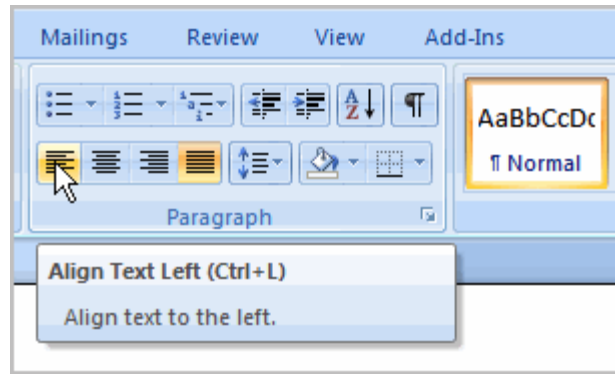 Mailings Review View Add-Ins
AaBbCcDc
¶ Normal
Paragraph
Align Text Left (Ctrl+L)
Align text to the left.